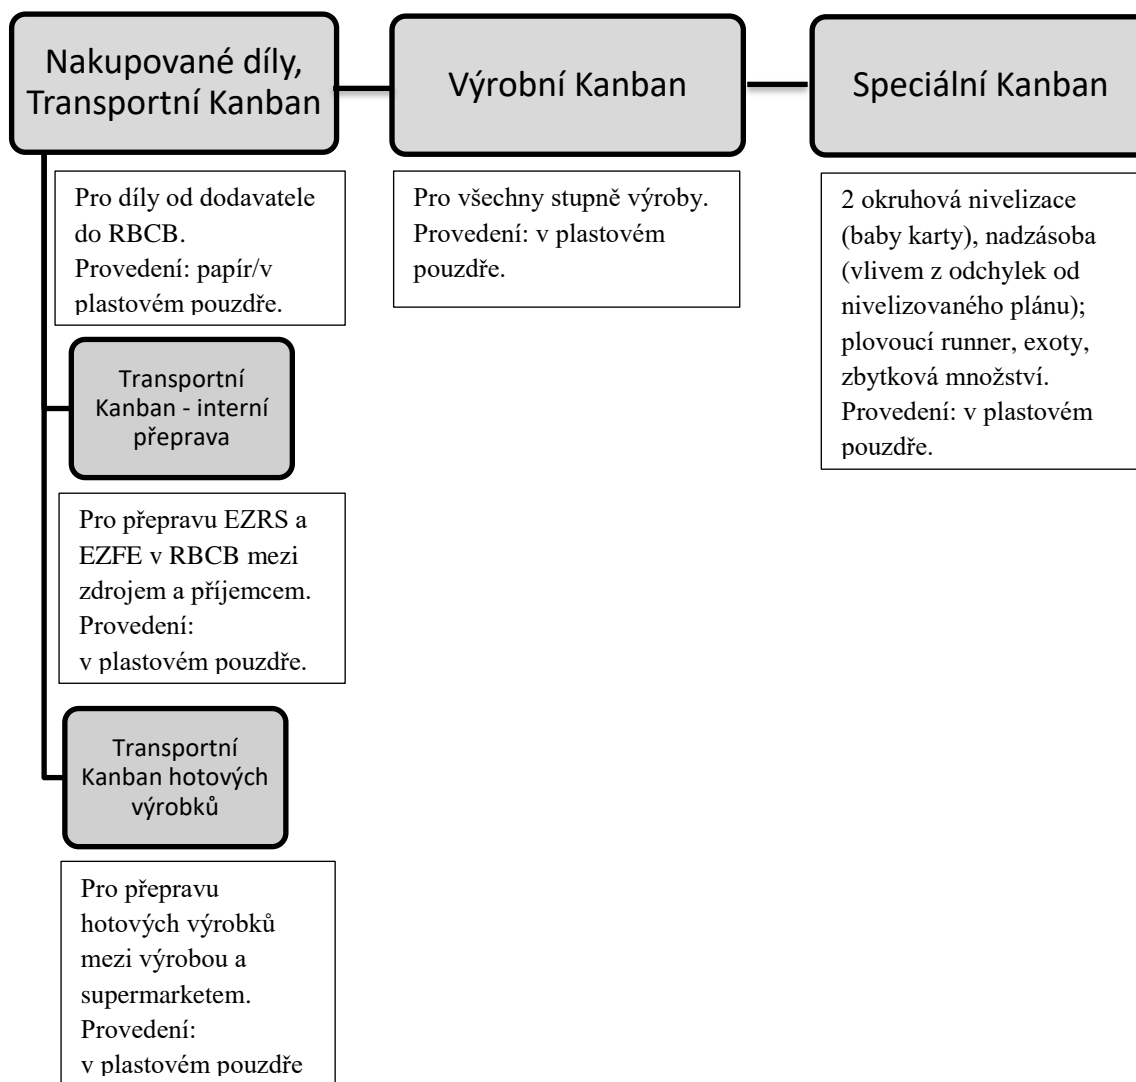 Nakupované díly,
Transportní Kanban
Výrobní Kanban
Speciální Kanban
Pro díly od dodavatele
do RBCB.
Provedení: papír/v
plastovém pouzdře.
Pro všechny stupně výroby.
Provedení: v plastovém
pouzdře.
2 okruhová nivelizace
(baby karty), nadzásoba
(vlivem z odchylek od
nivelizovaného plánu);
plovoucí runner, exoty,
zbytková množství.
Provedení: v plastovém
pouzdře.
Transportní
Kanban - interní
přeprava
Pro přepravu EZRS a
EZFE v RBCB mezi
zdrojem a příjemcem.
Provedení:
v plastovém pouzdře.
Transportní
Kanban hotových
výrobků
Pro přepravu
hotových výrobků
mezi výrobou a
supermarketem.
Provedení:
v plastovém pouzdře